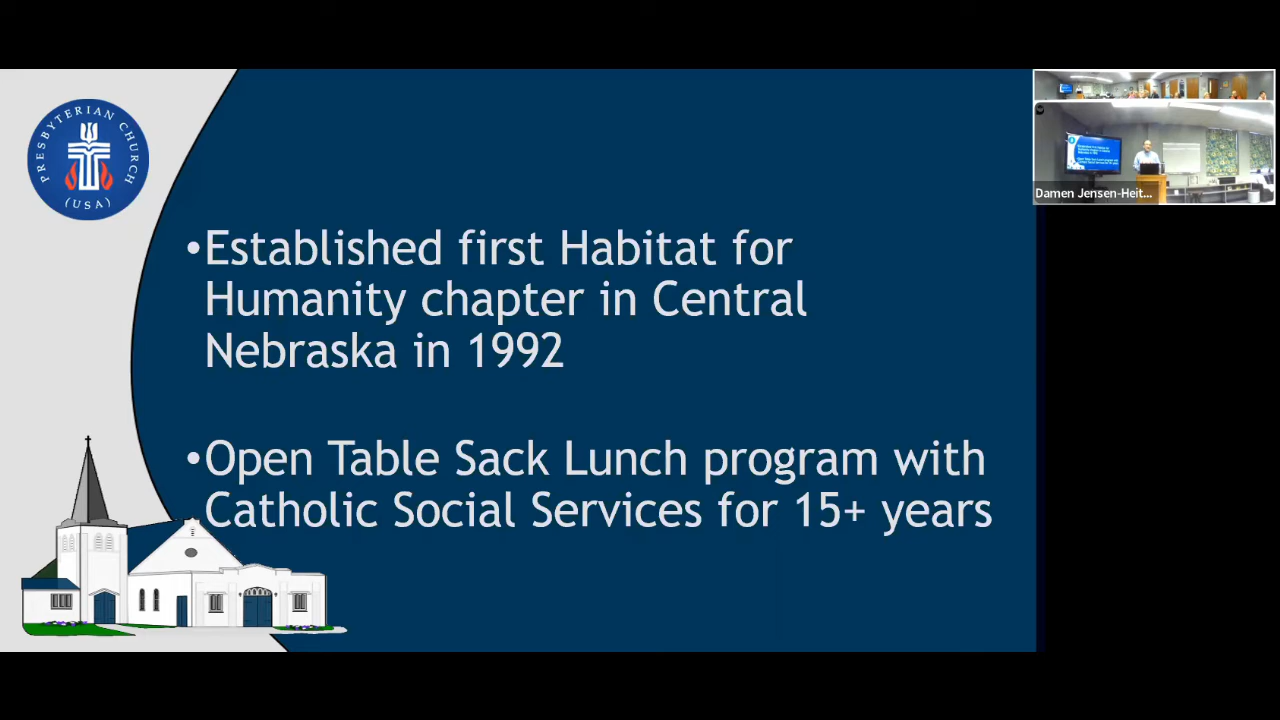 PRESBYTERIAN CHURCH
(USA)
•Established first Habitat for
Humanity chapter in Central
Nebraska in 1992
•Open Table Sack Lunch program with
Catholic Social Services for 15+ years
Damen Jensen-Heit...